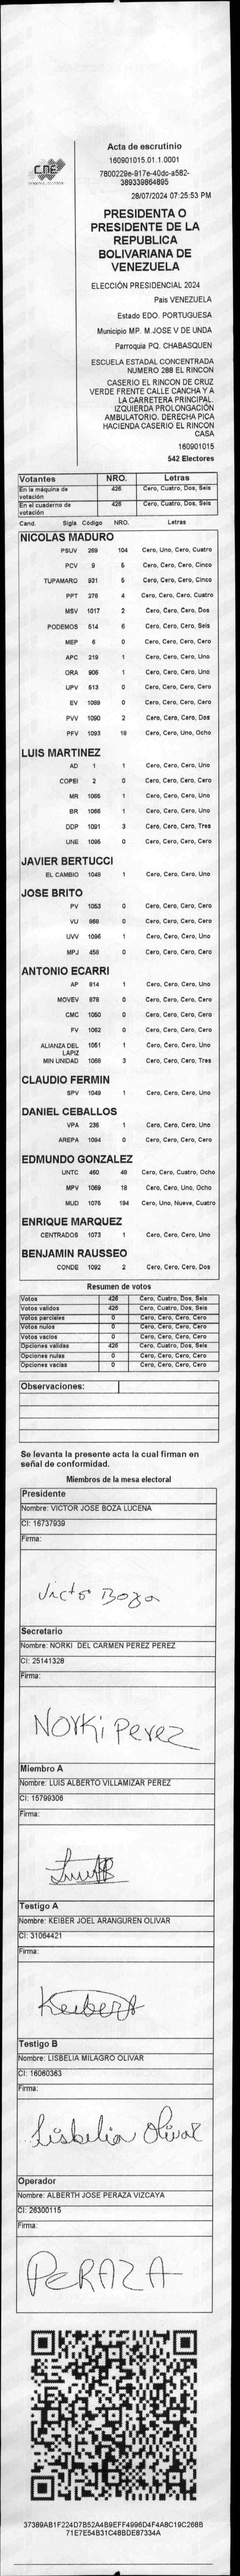 CNE
Acta de escrutinio
160901015.01.1.0001
7800229e-917e-40dc-a582-
389339864895
28/07/2024 07:25:53 PM
PRESIDENTA O
PRESIDENTE DE LA
REPUBLICA
BOLIVARIANA DE
VENEZUELA
ELECCIÓN PRESIDENCIAL 2024
Pais VENEZUELA
Estado EDO. PORTUGUESA
Municipio MP. M.JOSE V DE UNDA
Parroquia PQ. CHABASQUEN
ESCUELA ESTADAL CONCENTRADA
NUMERO 288 EL RINCON
CASERIO EL RINCON DE CRUZ
VERDE FRENTE CALLE CANCHA Y A
LA CARRETERA PRINCIPAL.
IZQUIERDA PROLONGACIÓN
AMBULATORIO. DERECHA PICA
HACIENDA CASERIO EL RINCON
CASA
160901015
542 Electores
Votantes NRO. Letras
En la máquina de votación 426 Cero, Cuatro, Dos, Seis
En el cuaderno de votación 426 Cero, Cuatro, Dos, Seis
Cand. Sigla Código NRO. Letras
NICOLAS MADURO
PSUV 269 104 Cero, Uno, Cero, Cuatro
PCV 9 5 Cero, Cero, Cero, Cinco
TUPAMARO 931 5 Cero, Cero, Cero, Cinco
PPT 276 4 Cero, Cero, Cero, Cuatro
MSV 1017 2 Cero, Cero, Cero, Dos
PODEMOS 514 6 Cero, Cero, Cero, Seis
MEP 6 0 Cero, Cero, Cero, Cero
APC 219 1 Cero, Cero, Cero, Uno
ORA 906 1 Cero, Cero, Cero, Uno
UPV 513 0 Cero, Cero, Cero, Cero
EV 1089 0 Cero, Cero, Cero, Cero
PVV 1090 2 Cero, Cero, Cero, Dos
PFV 1093 18 Cero, Cero, Uno, Ocho
LUIS MARTINEZ
AD 1 1 Cero, Cero, Cero, Uno
COPEI 2 0 Cero, Cero, Cero, Cero
MR 1065 1 Cero, Cero, Cero, Uno
BR 1066 1 Cero, Cero, Cero, Uno
DDP 1091 3 Cero, Cero, Cero, Tres
UNE 1095 0 Cero, Cero, Cero, Cero
JAVIER BERTUCCI
EL CAMBIO 1048 1 Cero, Cero, Cero, Uno
JOSE BRITO
PV 1053 0 Cero, Cero, Cero, Cero
VU 968 0 Cero, Cero, Cero, Cero
UVV 1096 1 Cero, Cero, Cero, Uno
MPJ 458 0 Cero, Cero, Cero, Cero
ANTONIO ECARRI
AP 814 1 Cero, Cero, Cero, Uno
MOVEV 878 0 Cero, Cero, Cero, Cero
CMC 1050 0 Cero, Cero, Cero, Cero
FV 1062 0 Cero, Cero, Cero, Cero
ALIANZA DEL LAPIZ 1051 1 Cero, Cero, Cero, Uno
MIN UNIDAD 1068 3 Cero, Cero, Cero, Tres
CLAUDIO FERMIN
SPV 1049 1 Cero, Cero, Cero, Uno
DANIEL CEBALLOS
VPA 236 1 Cero, Cero, Cero, Uno
AREPA 1094 0 Cero, Cero, Cero, Cero
EDMUNDO GONZALEZ
UNTC 460 48 Cero, Cero, Cuatro, Ocho
MPV 1069 18 Cero, Cero, Uno, Ocho
MUD 1075 194 Cero, Uno, Nueve, Cuatro
ENRIQUE MARQUEZ
CENTRADOS 1073 1 Cero, Cero, Cero, Uno
BENJAMIN RAUSSEO
CONDE 1092 2 Cero, Cero, Cero, Dos
Resumen de votos
Votos 426 Cero, Cuatro, Dos, Seis
Votos validos 426 Cero, Cuatro, Dos, Seis
Votos parciales 0 Cero, Cero, Cero, Cero
Votos nulos 0 Cero, Cero, Cero, Cero
Votos vacios 0 Cero, Cero, Cero, Cero
Opciones validas 426 Cero, Cuatro, Dos, Seis
Opciones nulas 0 Cero, Cero, Cero, Cero
Opciones vacias 0 Cero, Cero, Cero, Cero
Observaciones:
Se levanta la presente acta la cual firman en
señal de conformidad.
Miembros de la mesa electoral
Presidente
Nombre: VICTOR JOSE BOZA LUCENA
CI: 16737939
Firma:
Victo Boza
Secretario
Nombre: NORKI DEL CARMEN PEREZ PEREZ
CI: 25141328
Firma:
NORKi Perez
Miembro A
Nombre: LUIS ALBERTO VILLAMIZAR PEREZ
CI: 15799306
Firma:
Testigo A
Nombre: KEIBER JOEL ARANGUREN OLIVAR
CI: 31064421
Firma:
Testigo B
Nombre: LISBELIA MILAGRO OLIVAR
CI: 16060363
Firma:
Lisbelia Olivar
Operador
Nombre: ALBERTH JOSE PERAZA VIZCAYA
CI: 26300115
Firma:
PERAZA
37389AB1F224D7B52A4B9EFF4996D4F4A8C19C268B
71E7E54B31C48BDE87334A